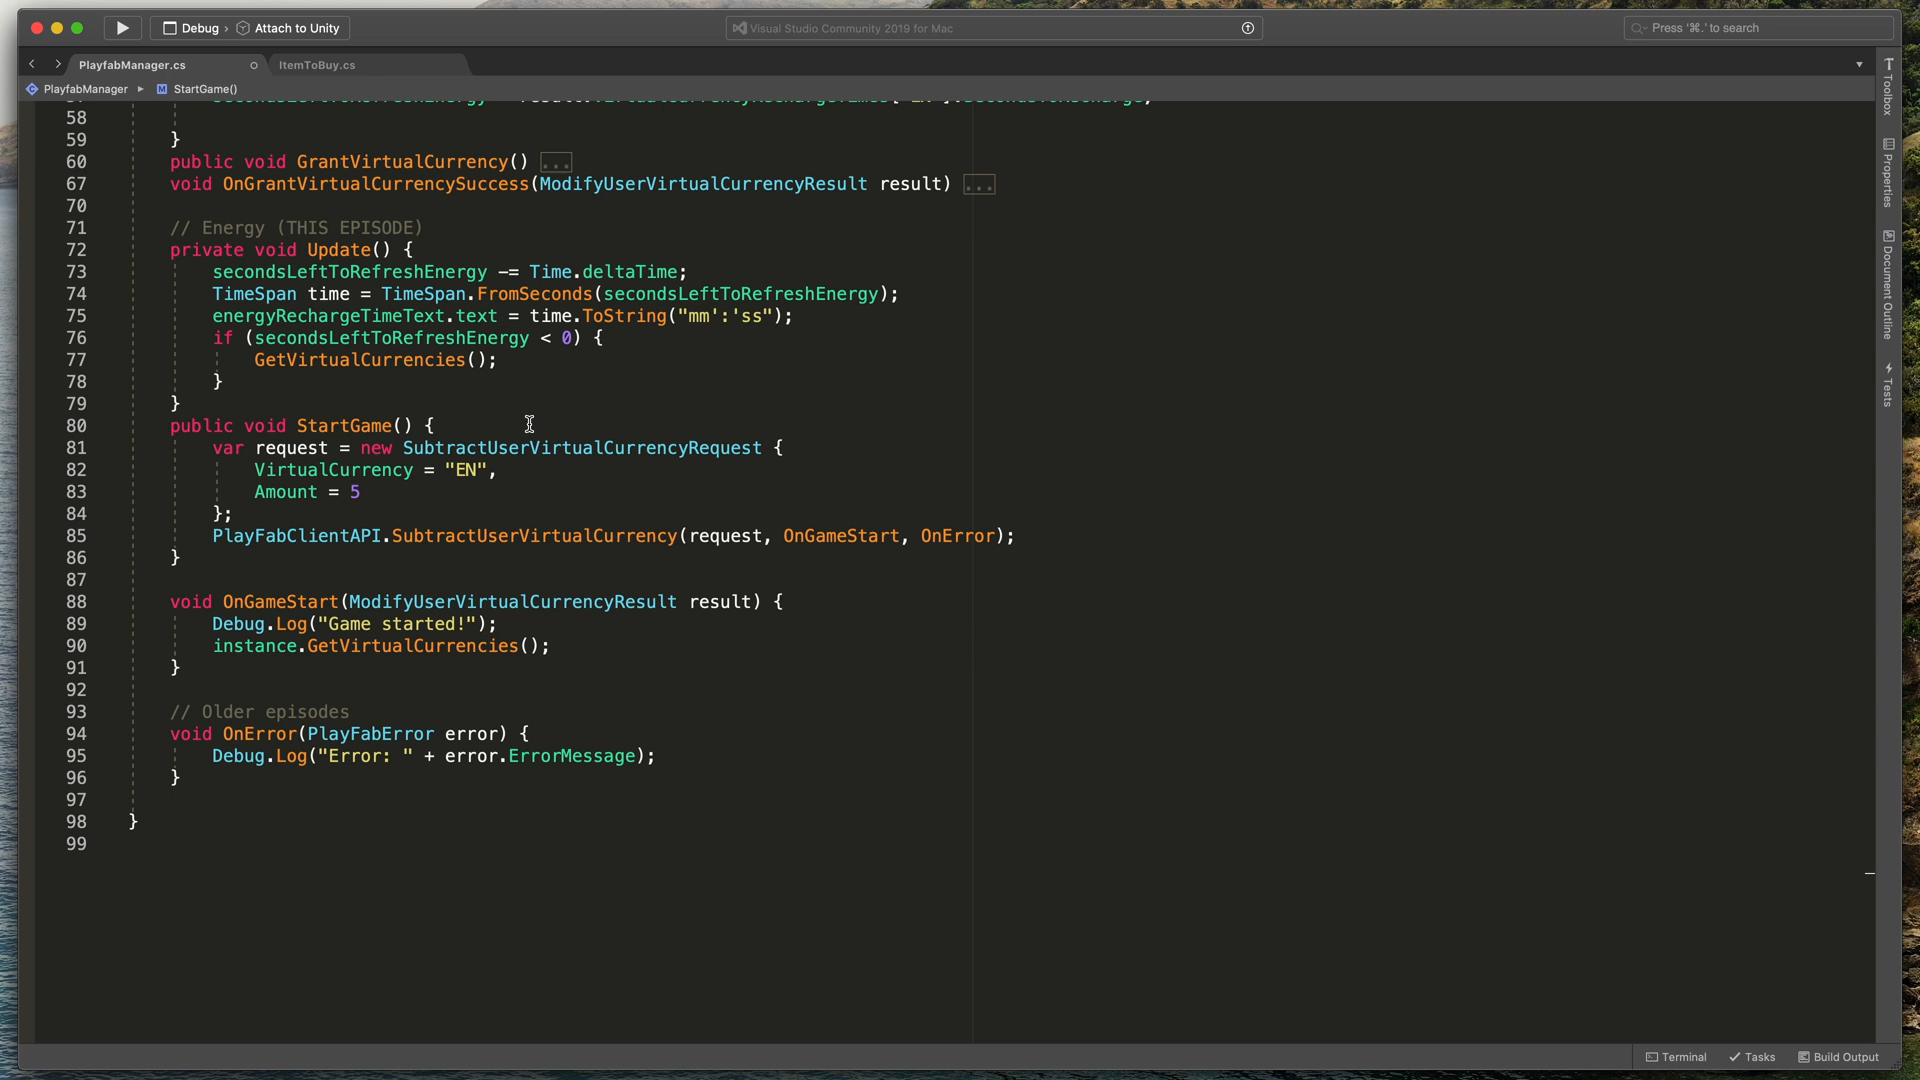 Debug › Attach to Unity
Visual Studio Community 2019 for Mac
Press '⌘.' to search
PlayfabManager.cs
ItemToBuy.cs
PlayfabManager ▸ M StartGame()
58
59 }
60 public void GrantVirtualCurrency() ...
67 void OnGrantVirtualCurrencySuccess(ModifyUserVirtualCurrencyResult result) ...
70
71 // Energy (THIS EPISODE)
72 private void Update() {
73 secondsLeftToRefreshEnergy -= Time.deltaTime;
74 TimeSpan time = TimeSpan.FromSeconds(secondsLeftToRefreshEnergy);
75 energyRechargeTimeText.text = time.ToString("mm':'ss");
76 if (secondsLeftToRefreshEnergy < 0) {
77 GetVirtualCurrencies();
78 }
79 }
80 public void StartGame() {
81 var request = new SubtractUserVirtualCurrencyRequest {
82 VirtualCurrency = "EN",
83 Amount = 5
84 };
85 PlayFabClientAPI.SubtractUserVirtualCurrency(request, OnGameStart, OnError);
86 }
87
88 void OnGameStart(ModifyUserVirtualCurrencyResult result) {
89 Debug.Log("Game started!");
90 instance.GetVirtualCurrencies();
91 }
92
93 // Older episodes
94 void OnError(PlayFabError error) {
95 Debug.Log("Error: " + error.ErrorMessage);
96 }
97
98 }
99
Toolbox
Properties
Document Outline
Tests
Terminal
Tasks
Build Output